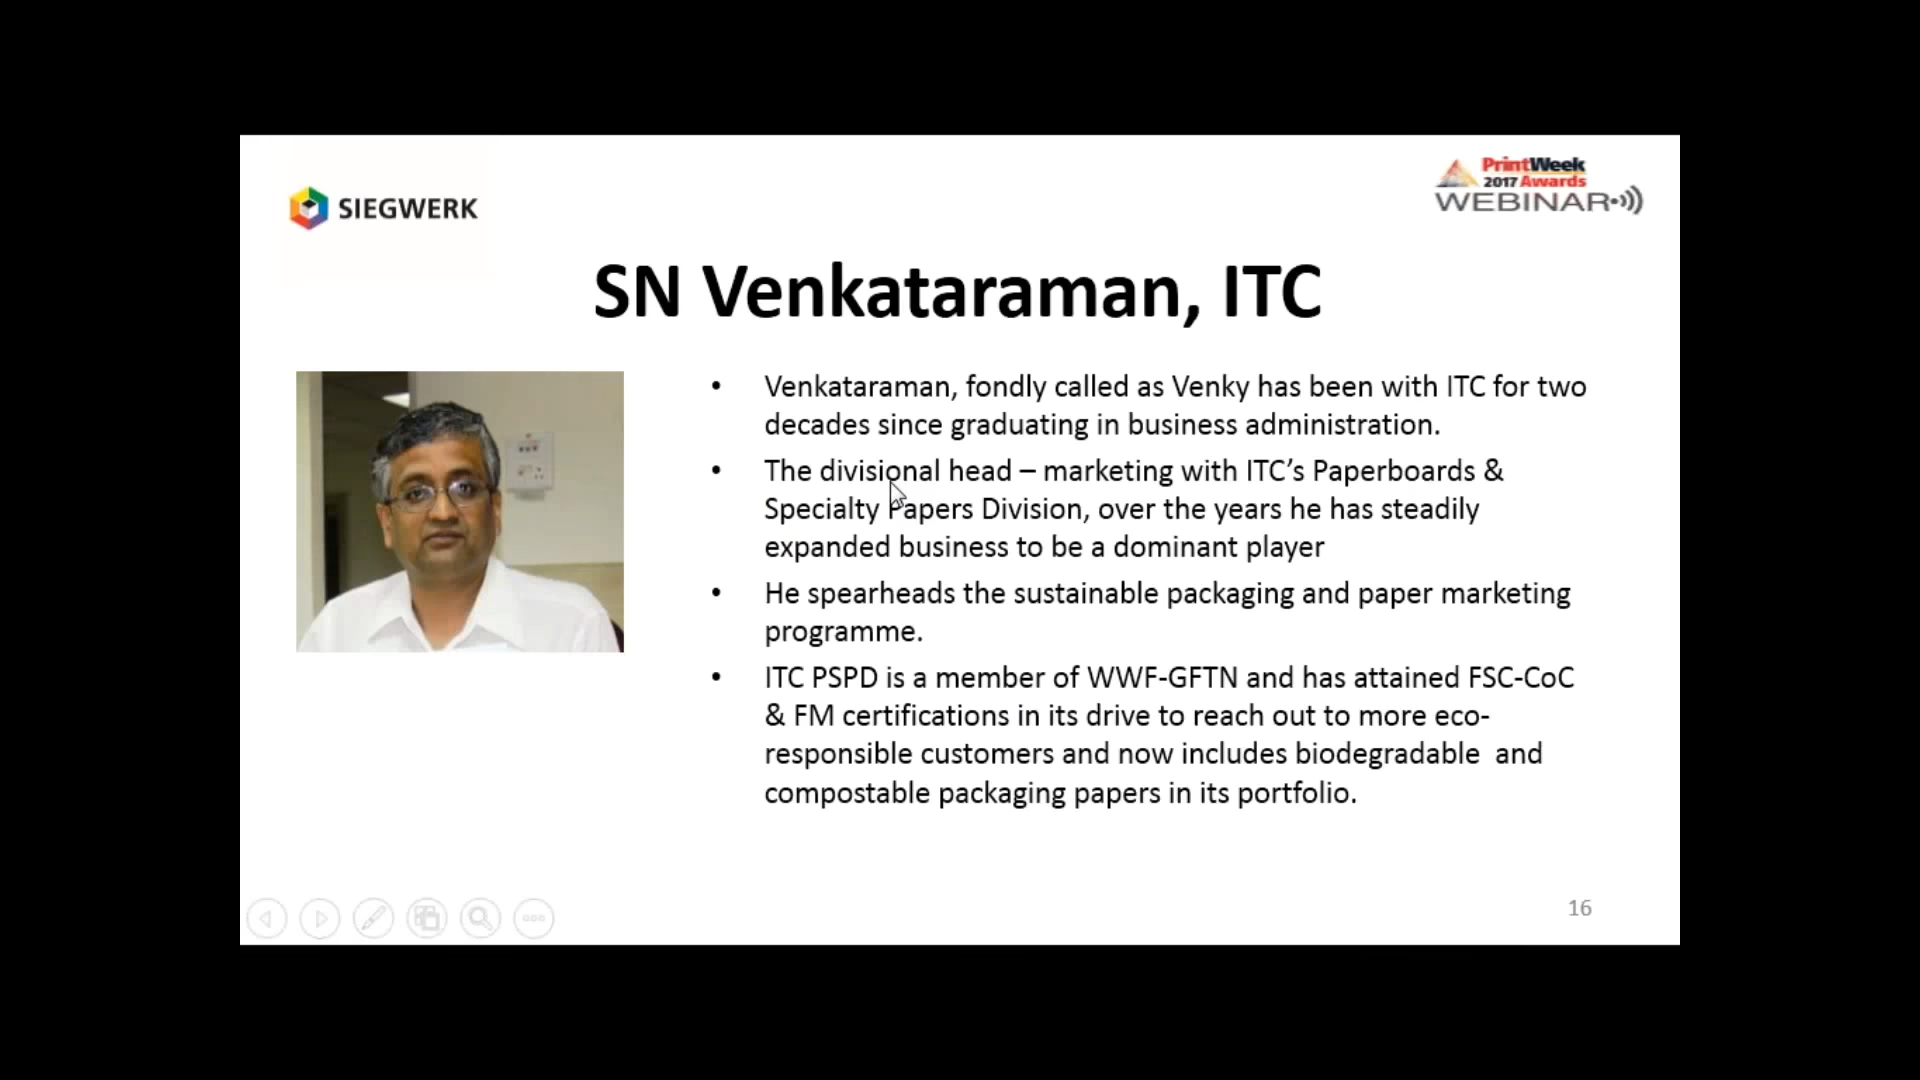 SIEGWERK
PrintWeek
2017 Awards
WEBINAR
SN Venkataraman, ITC
• Venkataraman, fondly called as Venky has been with ITC for two
decades since graduating in business administration.
• The divisional head – marketing with ITC’s Paperboards &
Specialty Papers Division, over the years he has steadily
expanded business to be a dominant player
• He spearheads the sustainable packaging and paper marketing
programme.
• ITC PSPD is a member of WWF-GFTN and has attained FSC-CoC
& FM certifications in its drive to reach out to more eco-
responsible customers and now includes biodegradable  and
compostable packaging papers in its portfolio.
16